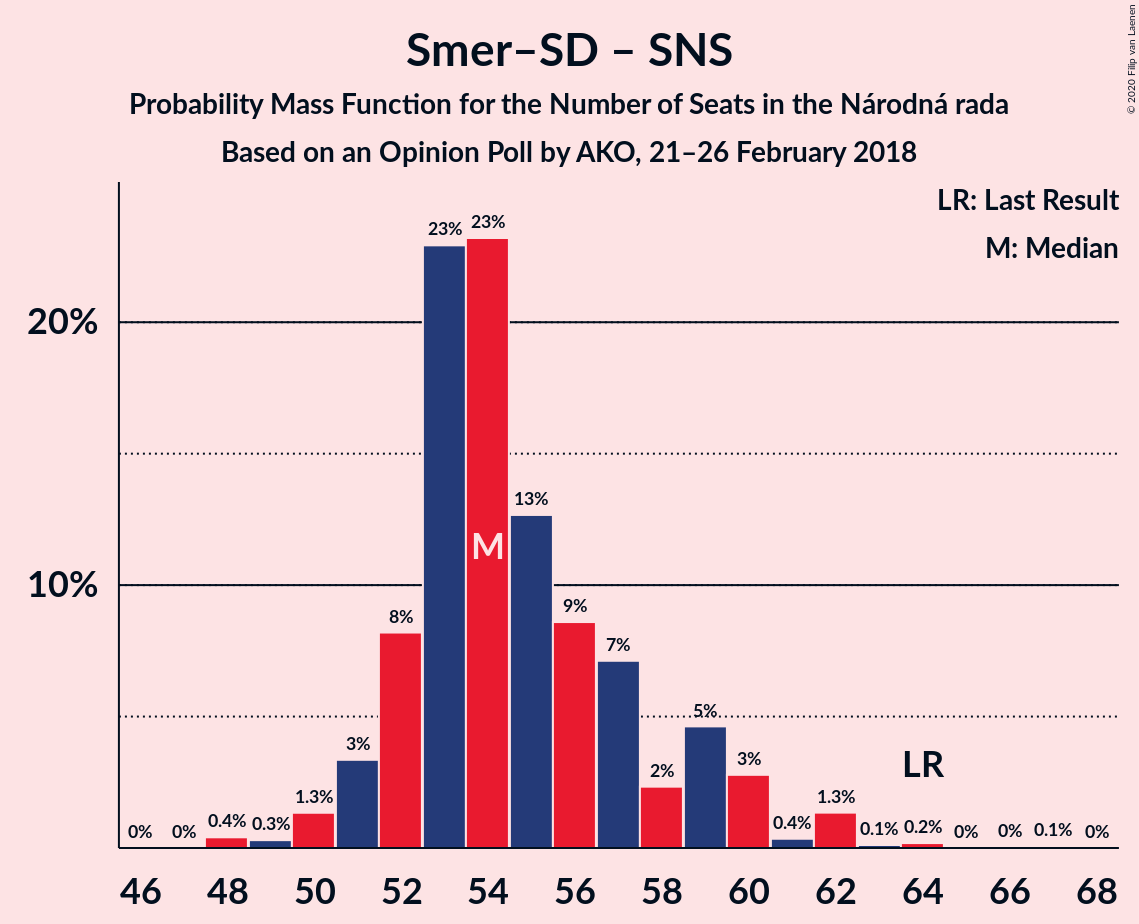 Smer–SD – SNS
Probability Mass Function for the Number of Seats in the Národná rada
Based on an Opinion Poll by AKO, 21–26 February 2018
© 2020 Filip van Laenen
LR: Last Result
M: Median
20%
10%
0% 0% 0.4% 0.3% 1.3% 3% 8% 23% 23% 13% 9% 7% 2% 5% 3% 0.4% 1.3% 0.1% 0.2% 0% 0% 0.1% 0%
M
LR
46 48 50 52 54 56 58 60 62 64 66 68